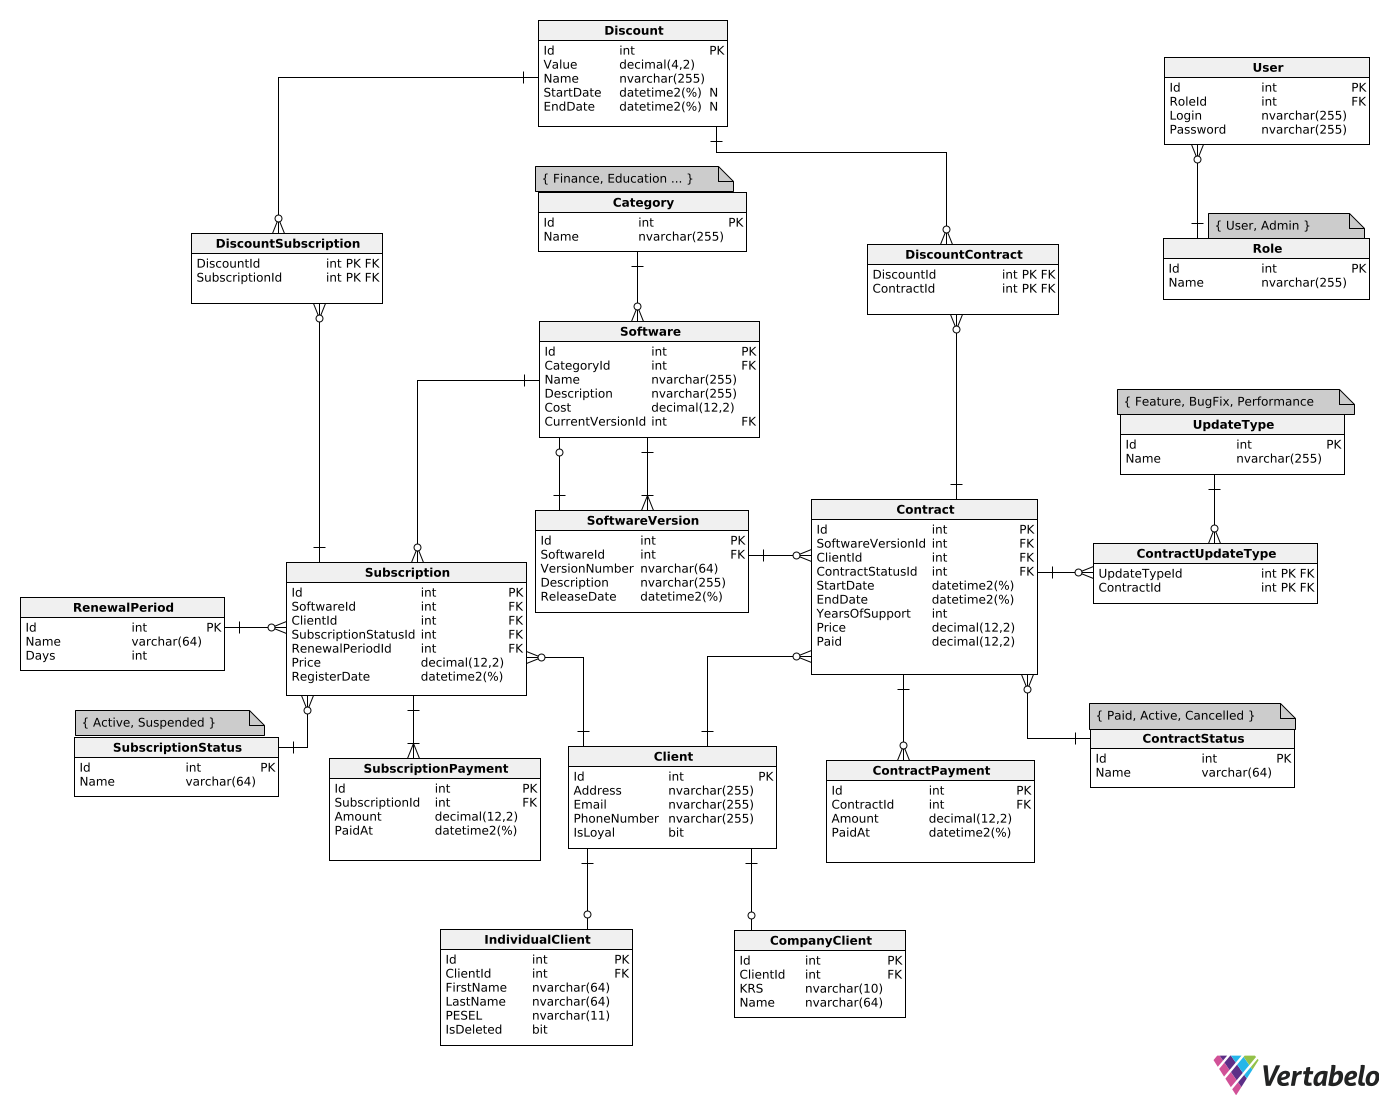 Discount
Id int PK
Value decimal(4,2)
Name nvarchar(255)
StartDate datetime2(%) N
EndDate datetime2(%) N
User
Id int PK
RoleId int FK
Login nvarchar(255)
Password nvarchar(255)
{ Finance, Education ... }
Category
Id int PK
Name nvarchar(255)
{ User, Admin }
Role
Id int PK
Name nvarchar(255)
DiscountSubscription
DiscountId int PK FK
SubscriptionId int PK FK
DiscountContract
DiscountId int PK FK
ContractId int PK FK
Software
Id int PK
CategoryId int FK
Name nvarchar(255)
Description nvarchar(255)
Cost decimal(12,2)
CurrentVersionId int FK
{ Feature, BugFix, Performance
UpdateType
Id int PK
Name nvarchar(255)
SoftwareVersion
Id int PK
SoftwareId int FK
VersionNumber nvarchar(64)
Description nvarchar(255)
ReleaseDate datetime2(%)
Contract
Id int PK
SoftwareVersionId int FK
ClientId int FK
ContractStatusId int FK
StartDate datetime2(%)
EndDate datetime2(%)
YearsOfSupport int
Price decimal(12,2)
Paid decimal(12,2)
ContractUpdateType
UpdateTypeId int PK FK
ContractId int PK FK
Subscription
Id int PK
SoftwareId int FK
ClientId int FK
SubscriptionStatusId int FK
RenewalPeriodId int FK
Price decimal(12,2)
RegisterDate datetime2(%)
RenewalPeriod
Id int PK
Name varchar(64)
Days int
{ Active, Suspended }
SubscriptionStatus
Id int PK
Name varchar(64)
SubscriptionPayment
Id int PK
SubscriptionId int FK
Amount decimal(12,2)
PaidAt datetime2(%)
Client
Id int PK
Address nvarchar(255)
Email nvarchar(255)
PhoneNumber nvarchar(255)
IsLoyal bit
ContractPayment
Id int PK
ContractId int FK
Amount decimal(12,2)
PaidAt datetime2(%)
{ Paid, Active, Cancelled }
ContractStatus
Id int PK
Name varchar(64)
IndividualClient
Id int PK
ClientId int FK
FirstName nvarchar(64)
LastName nvarchar(64)
PESEL nvarchar(11)
IsDeleted bit
CompanyClient
Id int PK
ClientId int FK
KRS nvarchar(10)
Name nvarchar(64)
Vertabelo